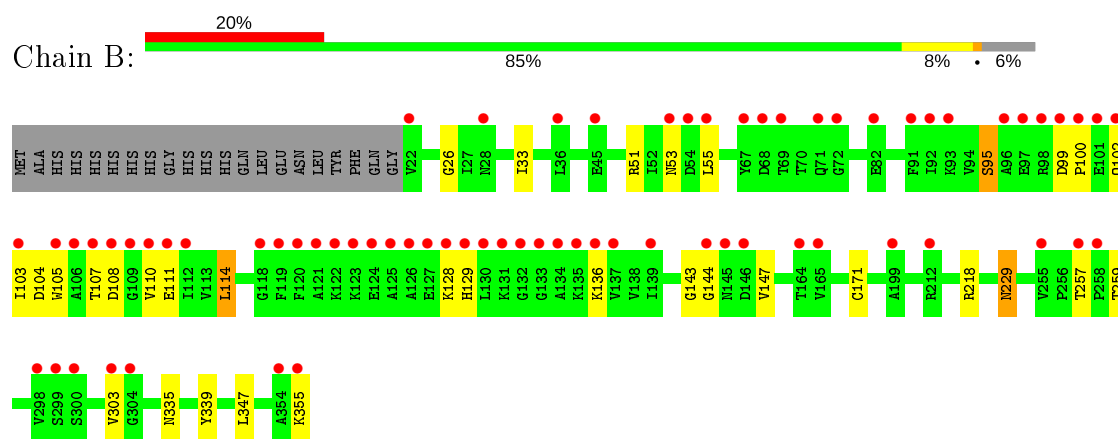 20%
Chain B:
85% 8% • 6%
MET ALA HIS HIS HIS HIS HIS HIS HIS HIS GLY HIS HIS HIS GLN LEU GLU ASN LEU TYR PHE GLN GLY V22 G26 I27 N28 I33 L36 E45 R51 I52 N53 D54 L55 Y67 D68 T69 T70 Q71 G72 E82 F91 I92 K93 V94 S95 A96 E97 R98 D99 P100 E101
I103 D104 W105 A106 T107 D108 G109 V110 E111 I112 V113 L114 G118 F119 F120 A121 K122 K123 E124 A125 A126 E127 K128 H129 L130 K131 G132 G133 A134 K135 K136 V137 V138 I139 G143 G144 N145 D146 V147 T164 V165 C171 A199 R212 R218 N229 V255 P256 T257 P258
V298 S299 S300 V303 G304 N335 Y339 L347 A354 K355